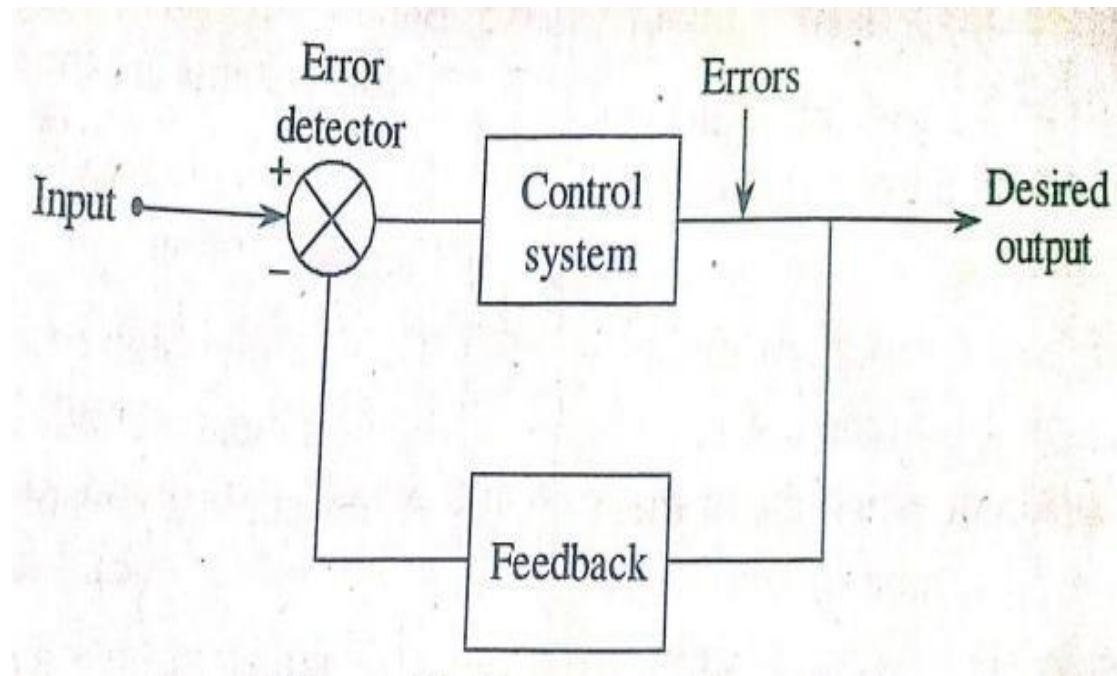 Error
detector
Errors
+
Input
-
Control
system
Desired
output
Feedback